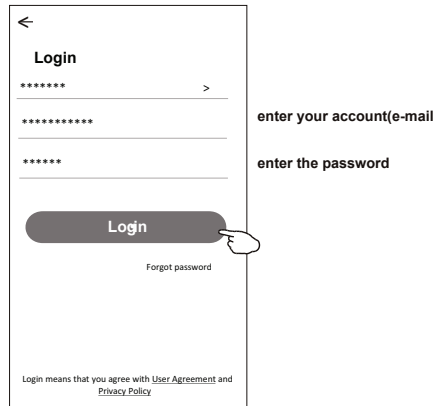 Login
******* >
*********** enter your account(e-mail
****** enter the password
Login
Forgot password
Login means that you agree with User Agreement and
Privacy Policy